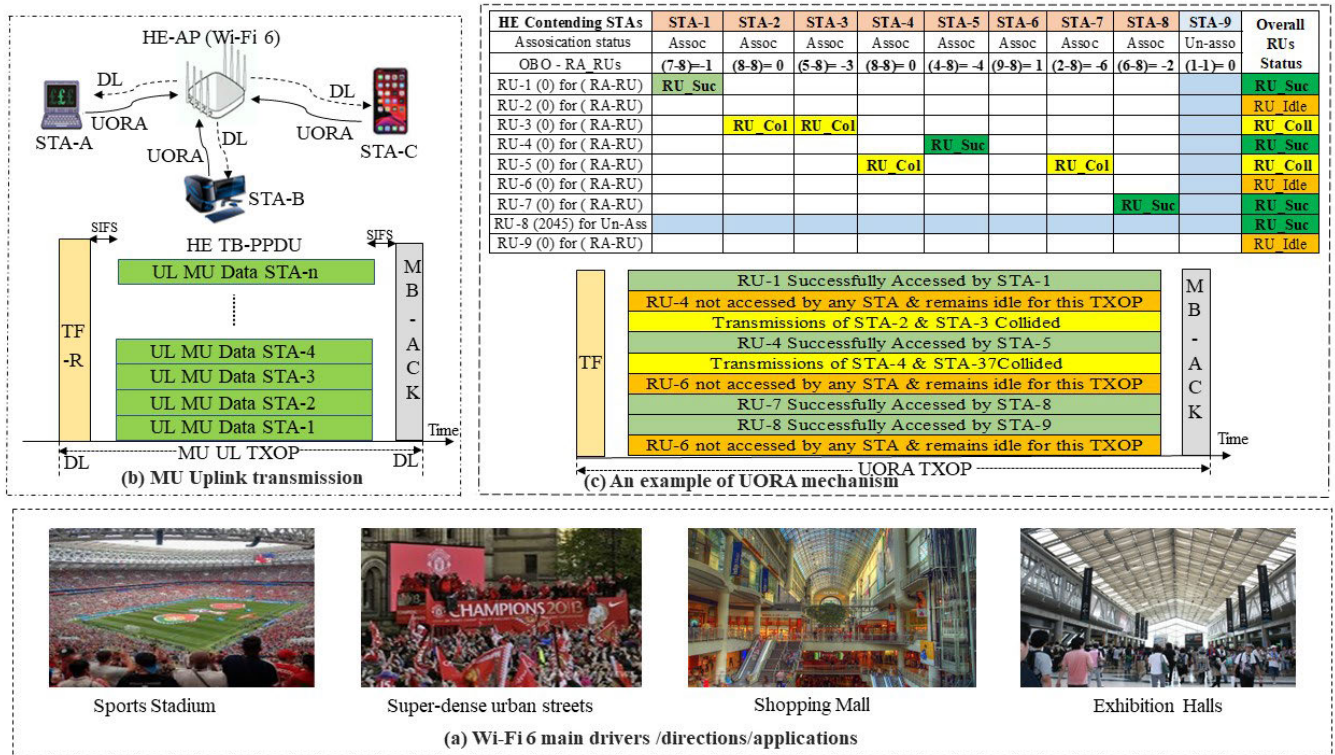 HE-AP (Wi-Fi 6)
DL
DL
UORA
DL
UORA
STA-A
UORA
STA-C
STA-B
SIFS
SIFS
HE TB-PPDU
UL MU Data STA-n
TF
-R
MB-ACK
UL MU Data STA-4
UL MU Data STA-3
UL MU Data STA-2
UL MU Data STA-1
Time
MU UL TXOP
DL
DL
(b) MU Uplink transmission
HE Contending STAs STA-1 STA-2 STA-3 STA-4 STA-5 STA-6 STA-7 STA-8 STA-9 Overall RUs Status
Assosication status Assoc Assoc Assoc Assoc Assoc Assoc Assoc Assoc Un-asso
OBO - RA_RUs (7-8)=-1 (8-8)= 0 (5-8)= -3 (8-8)= 0 (4-8)= -4 (9-8)= 1 (2-8)= -6 (6-8)= -2 (1-1)= 0
RU-1 (0) for ( RA-RU) RU_Suc RU_Suc
RU-2 (0) for ( RA-RU) RU_Idle
RU-3 (0) for ( RA-RU) RU_Col RU_Col RU_Coll
RU-4 (0) for ( RA-RU) RU_Suc RU_Suc
RU-5 (0) for ( RA-RU) RU_Col RU_Col RU_Coll
RU-6 (0) for ( RA-RU) RU_Idle
RU-7 (0) for ( RA-RU) RU_Suc RU_Suc
RU-8 (2045) for Un-Ass RU_Suc
RU-9 (0) for ( RA-RU) RU_Idle
TF
RU-1 Successfully Accessed by STA-1
RU-4 not accessed by any STA & remains idle for this TXOP
Transmissions of STA-2 & STA-3 Collided
RU-4 Successfully Accessed by STA-5
Transmissions of STA-4 & STA-37Collided
RU-6 not accessed by any STA & remains idle for this TXOP
RU-7 Successfully Accessed by STA-8
RU-8 Successfully Accessed by STA-9
RU-6 not accessed by any STA & remains idle for this TXOP
MB-ACK
Time
UORA TXOP
(c) An example of UORA mechanism
CHAMPIONS 2013
Sports Stadium
Super-dense urban streets
Shopping Mall
Exhibition Halls
(a) Wi-Fi 6 main drivers /directions/applications